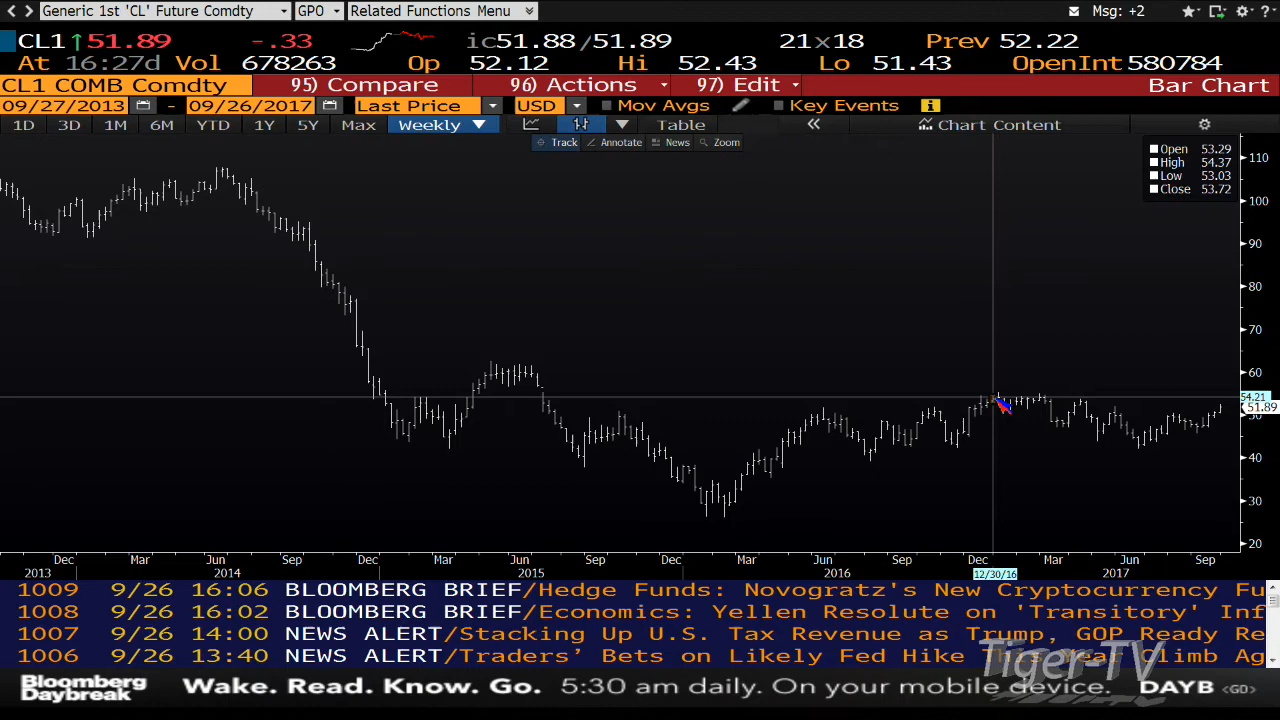 Generic 1st 'CL' Future Comdty GPO Related Functions Menu Msg: +2
CL1 ↑51.89 -.33 ic51.88/51.89 21x18 Prev 52.22
At 16:27d Vol 678263 Op 52.12 Hi 52.43 Lo 51.43 OpenInt 580784
CL1 COMB Comdty 95) Compare 96) Actions 97) Edit Bar Chart
09/27/2013 - 09/26/2017 Last Price USD Mov Avgs Key Events
1D 3D 1M 6M YTD 1Y 5Y Max Weekly Table « Chart Content
Track Annotate News Zoom
Open 53.29
High 54.37
Low 53.03
Close 53.72
110
100
90
80
70
60
54.21
51.89
40
30
20
Dec Mar Jun Sep Dec Mar Jun Sep Dec Mar Jun Sep Dec Mar Jun Sep
2013 2014 2015 2016 12/30/16 2017
1009 9/26 16:06 BLOOMBERG BRIEF/Hedge Funds: Novogratz's New Cryptocurrency Fu
1008 9/26 16:02 BLOOMBERG BRIEF/Economics: Yellen Resolute on 'Transitory' Inf
1007 9/26 14:00 NEWS ALERT/Stacking Up U.S. Tax Revenue as Trump, GOP Ready Re
1006 9/26 13:40 NEWS ALERT/Traders' Bets on Likely Fed Hike This Year Climb Ag
Tiger-TV
Bloomberg Daybreak Wake. Read. Know. Go. 5:30 am daily. On your mobile device. DAYB <GO>